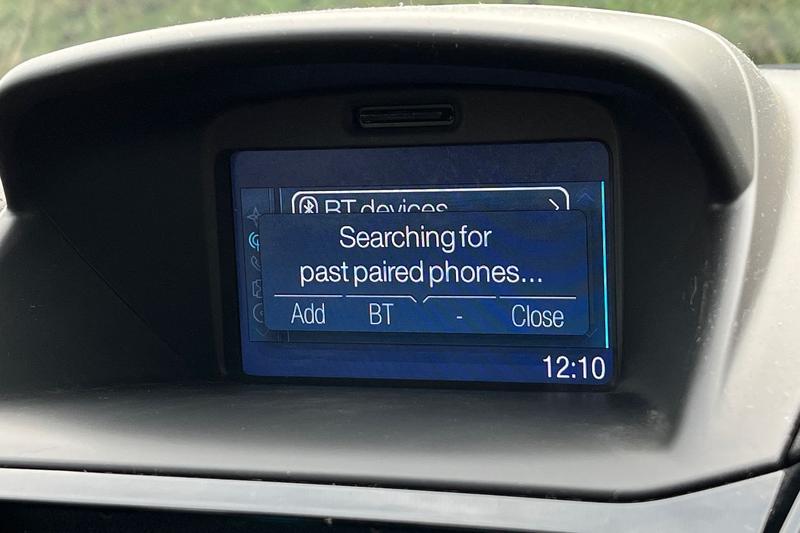 BT devices
Searching for
past paired phones...
Add BT - Close
12:10